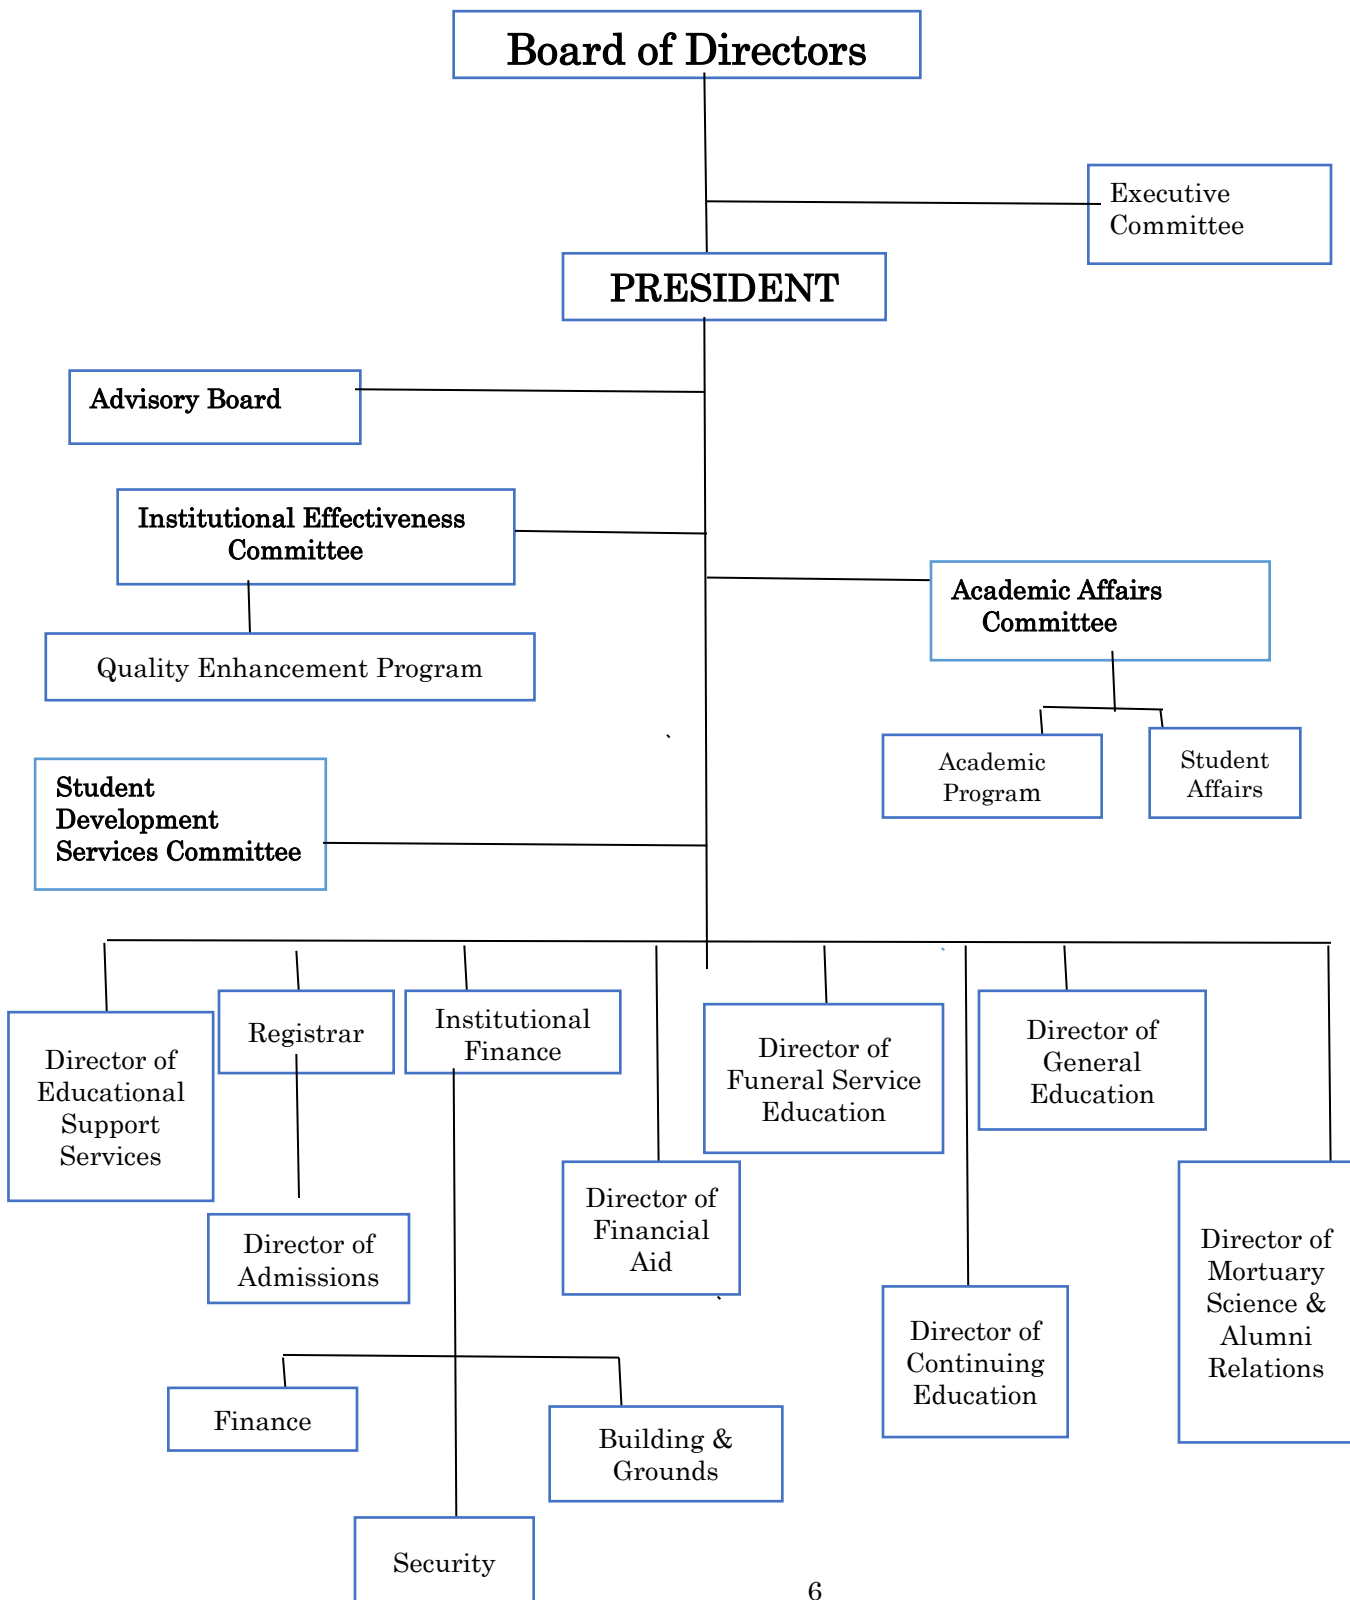 Board of Directors
Executive
Committee
PRESIDENT
Advisory Board
Institutional Effectiveness
Committee
Academic Affairs
Committee
Quality Enhancement Program
Academic
Program
Student
Affairs
Student
Development
Services Committee
Director of
Educational
Support
Services
Registrar
Institutional
Finance
Director of
Funeral Service
Education
Director of
General
Education
Director of
Admissions
Director of
Financial
Aid
Director of
Continuing
Education
Director of
Mortuary
Science &
Alumni
Relations
Finance
Building &
Grounds
Security
6